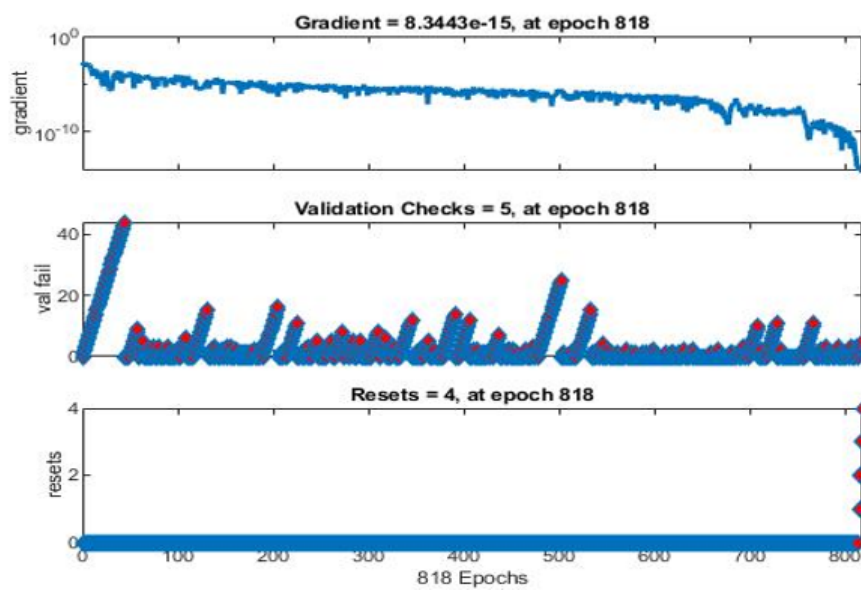 Gradient = 8.3443e-15, at epoch 818
10⁰
10⁻¹⁰
gradient
Validation Checks = 5, at epoch 818
40
20
0
val fail
Resets = 4, at epoch 818
4
2
0
resets
0 100 200 300 400 500 600 700 800
818 Epochs